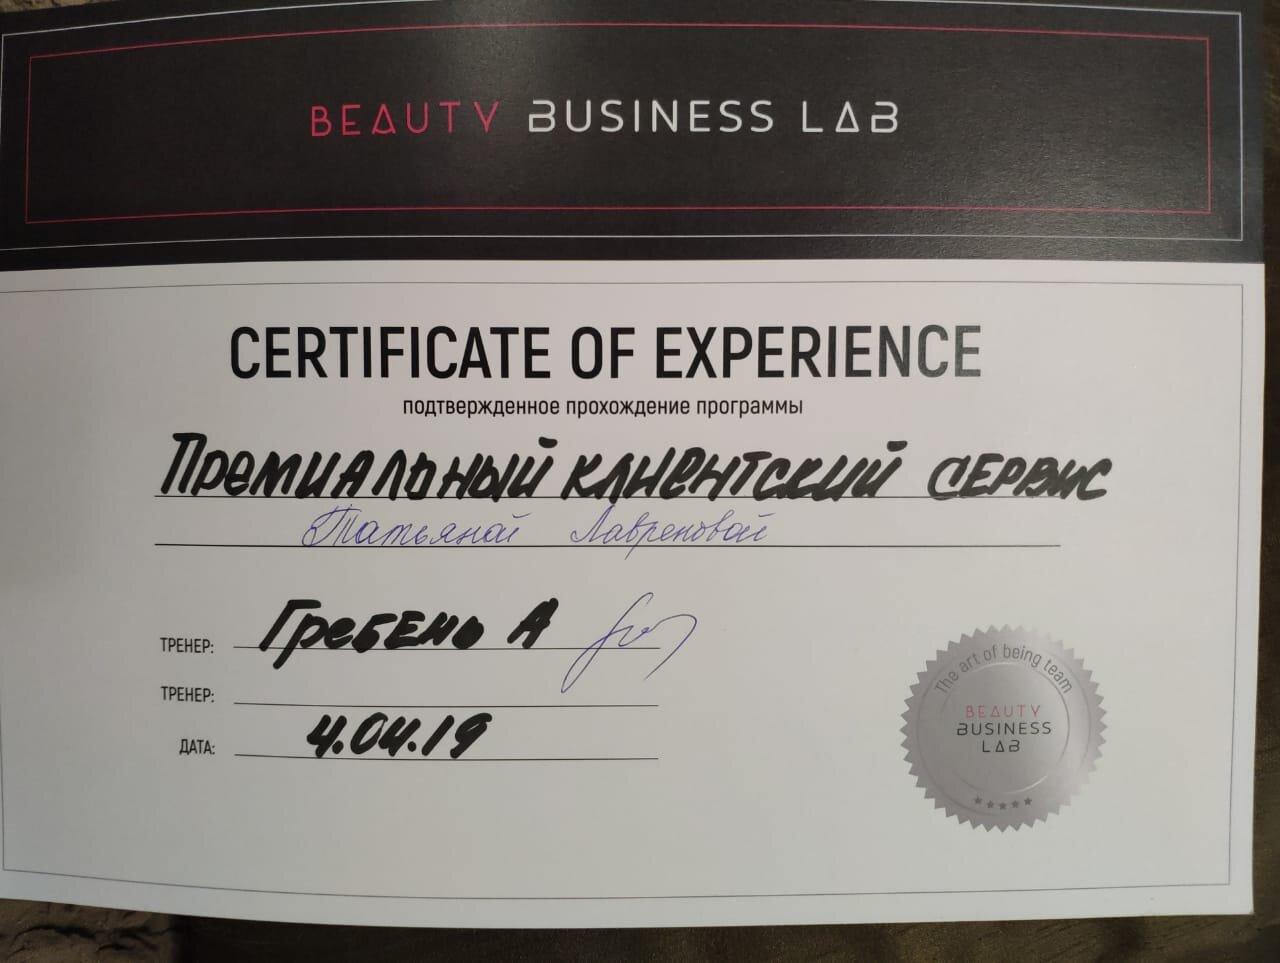 BEAUTY BUSINESS LAB
CERTIFICATE OF EXPERIENCE
подтвержденное прохождение программы
Премиальный клиентский сервис
Татьяной Лавреновой
ТРЕНЕР: Гребень А
ТРЕНЕР:
ДАТА: 4.04.19
The art of being team
BEAUTY
BUSINESS
LAB